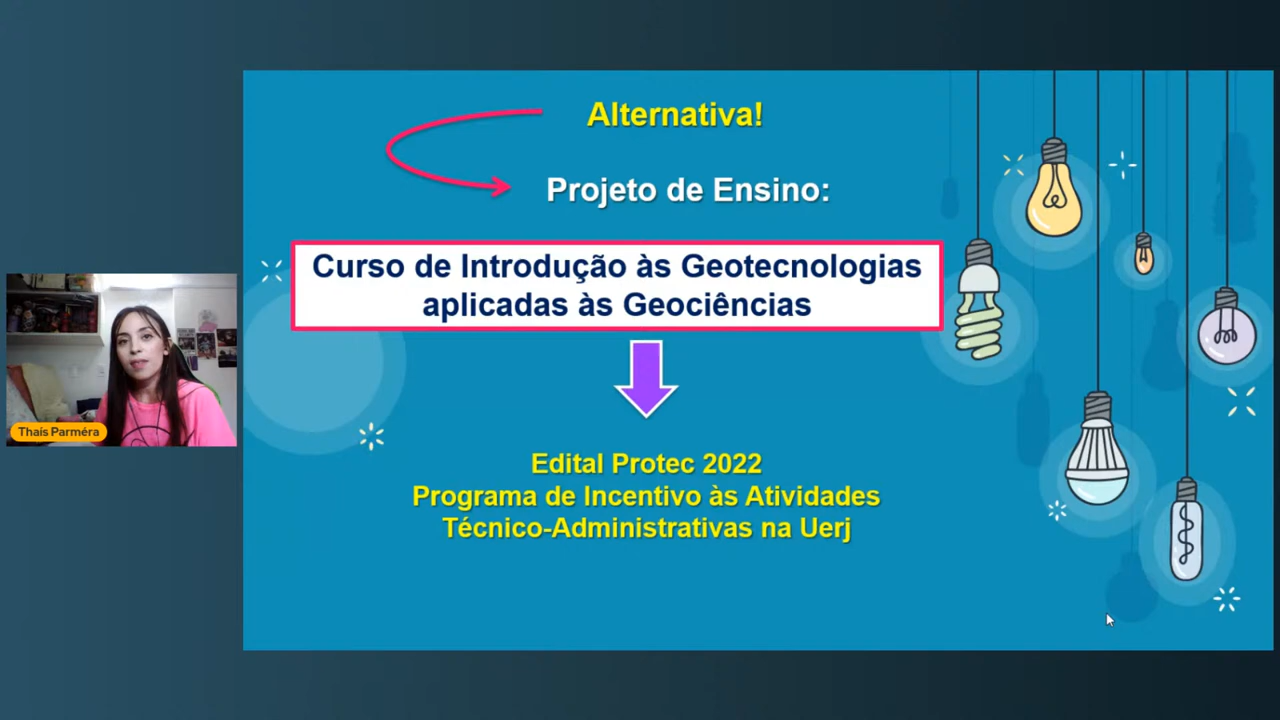 Alternativa!
Projeto de Ensino:
Curso de Introdução às Geotecnologias
aplicadas às Geociências
Edital Protec 2022
Programa de Incentivo às Atividades
Técnico-Administrativas na Uerj
Thaís Parméra